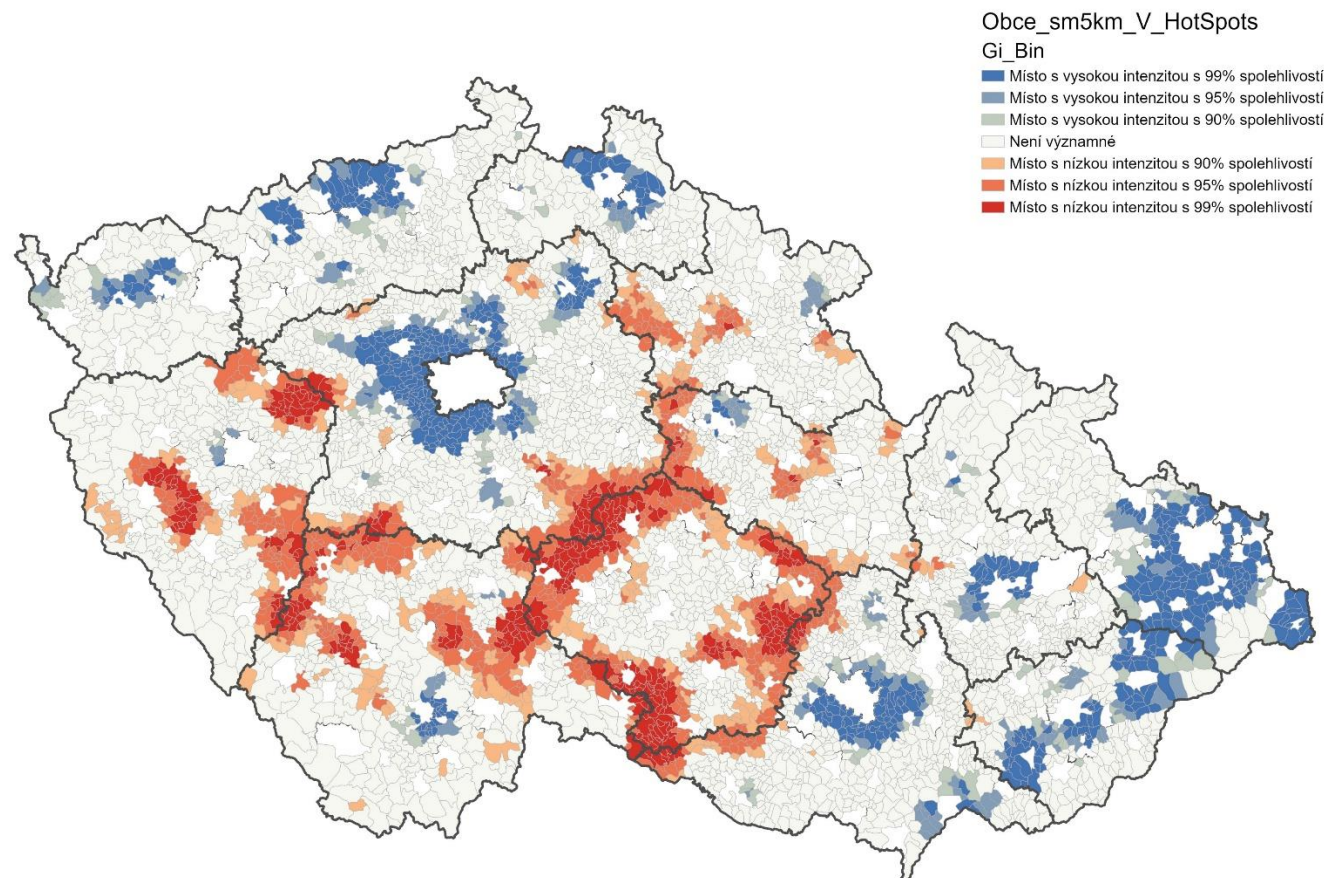 Obce_sm5km_V_HotSpots
Gi_Bin
Místo s vysokou intenzitou s 99% spolehlivostí
Místo s vysokou intenzitou s 95% spolehlivostí
Místo s vysokou intenzitou s 90% spolehlivostí
Není významné
Místo s nízkou intenzitou s 90% spolehlivostí
Místo s nízkou intenzitou s 95% spolehlivostí
Místo s nízkou intenzitou s 99% spolehlivostí